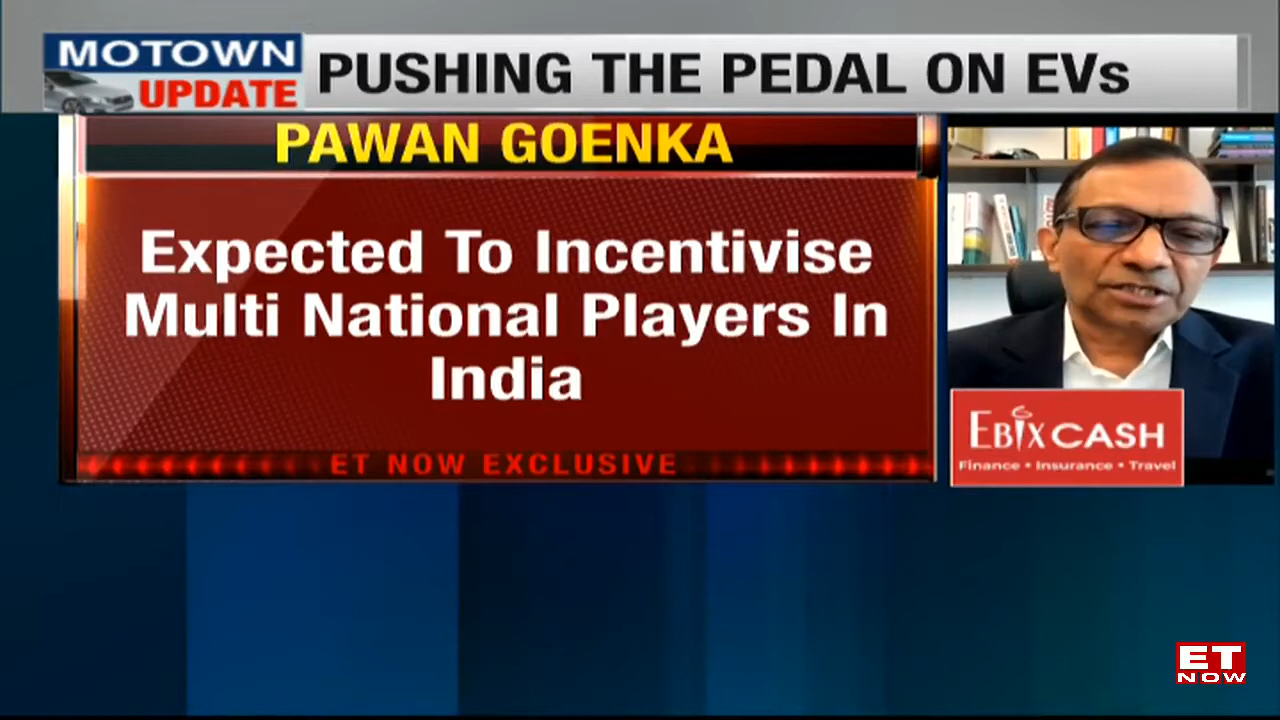 MOTOWN
UPDATE
PUSHING THE PEDAL ON EVs
PAWAN GOENKA
Expected To Incentivise
Multi National Players In
India
ET NOW EXCLUSIVE
EBIXCASH
Finance • Insurance • Travel
ET
NOW